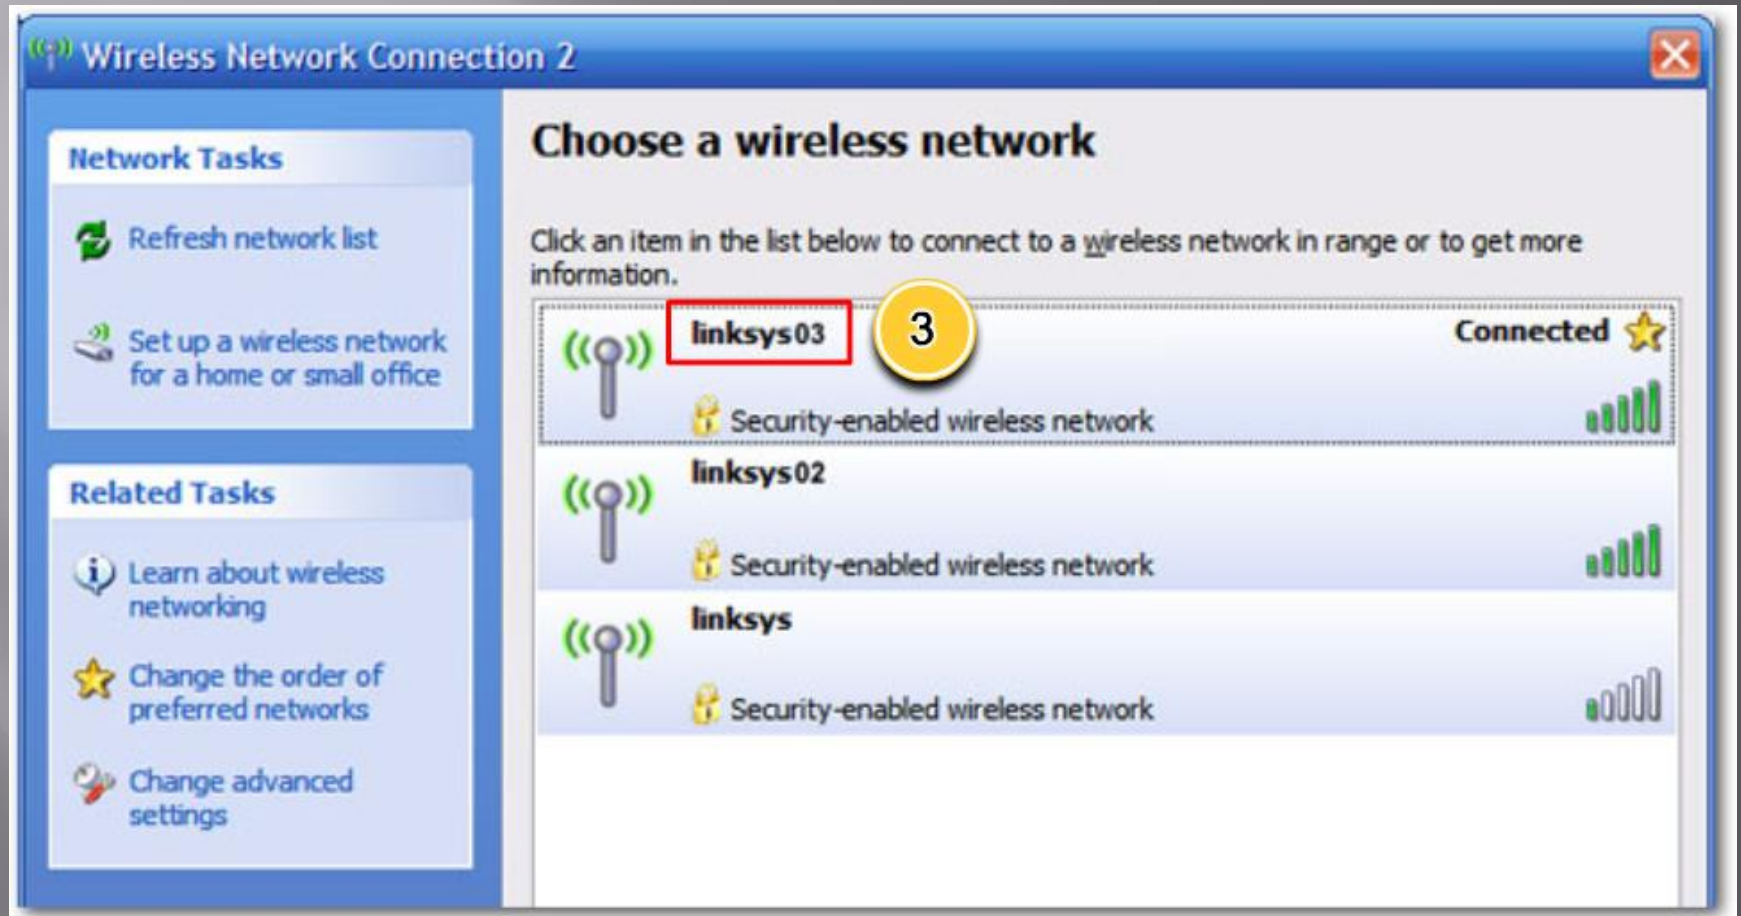 Wireless Network Connection 2
Network Tasks
Refresh network list
Set up a wireless network
for a home or small office
Related Tasks
Learn about wireless
networking
Change the order of
preferred networks
Change advanced
settings
Choose a wireless network
Click an item in the list below to connect to a wireless network in range or to get more
information.
linksys03
3
Connected
Security-enabled wireless network
linksys02
Security-enabled wireless network
linksys
Security-enabled wireless network